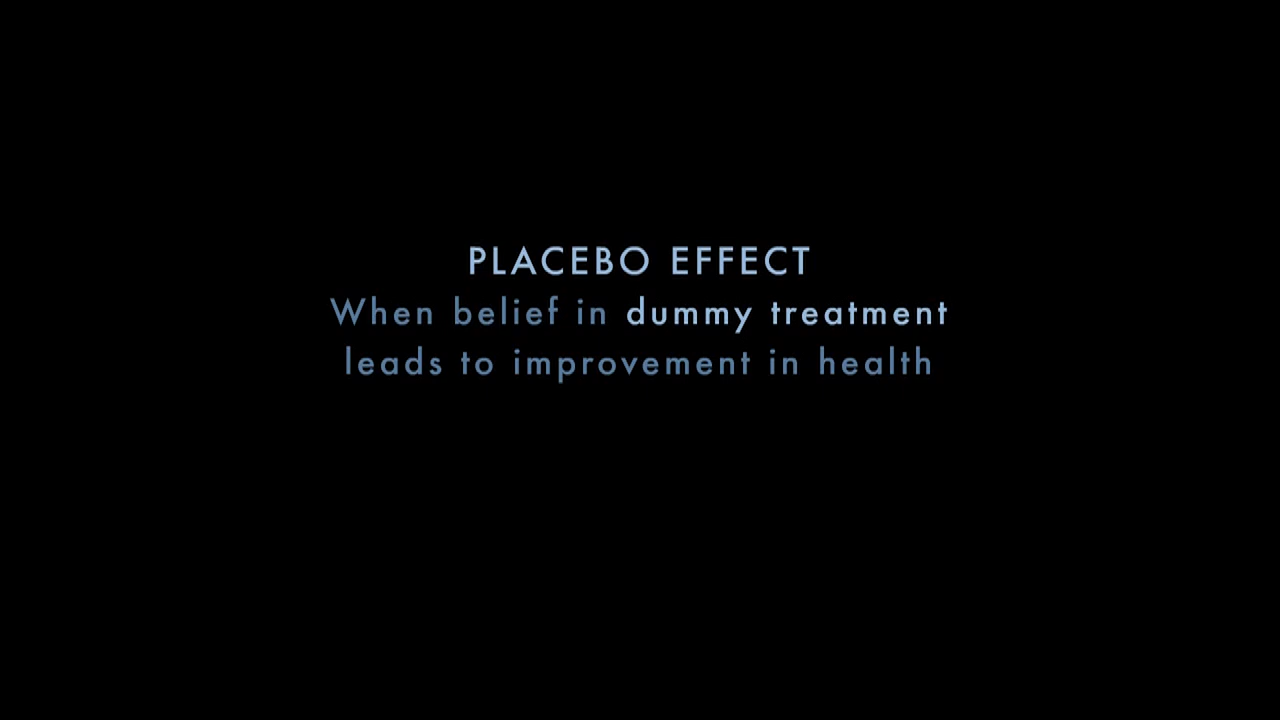 PLACEBO EFFECT
When belief in dummy treatment
leads to improvement in health